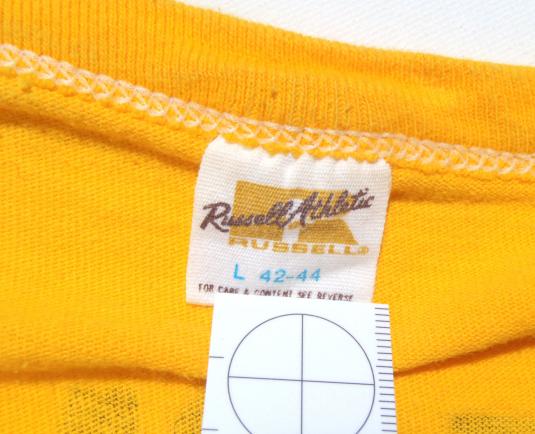 Russell Athletic
RUSSELL®
L 42-44
FOR CARE & CONTENT SEE REVERSE